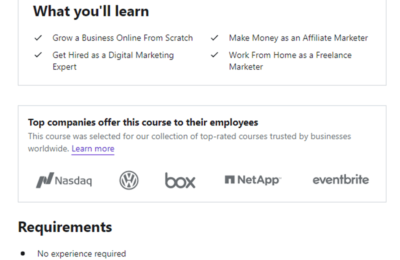 What you'll learn
Grow a Business Online From Scratch
Make Money as an Affiliate Marketer
Get Hired as a Digital Marketing
Expert
Work From Home as a Freelance
Marketer
Top companies offer this course to their employees
This course was selected for our collection of top-rated courses trusted by businesses
worldwide. Learn more
Nasdaq
box
NetApp
eventbrite
Requirements
No experience required